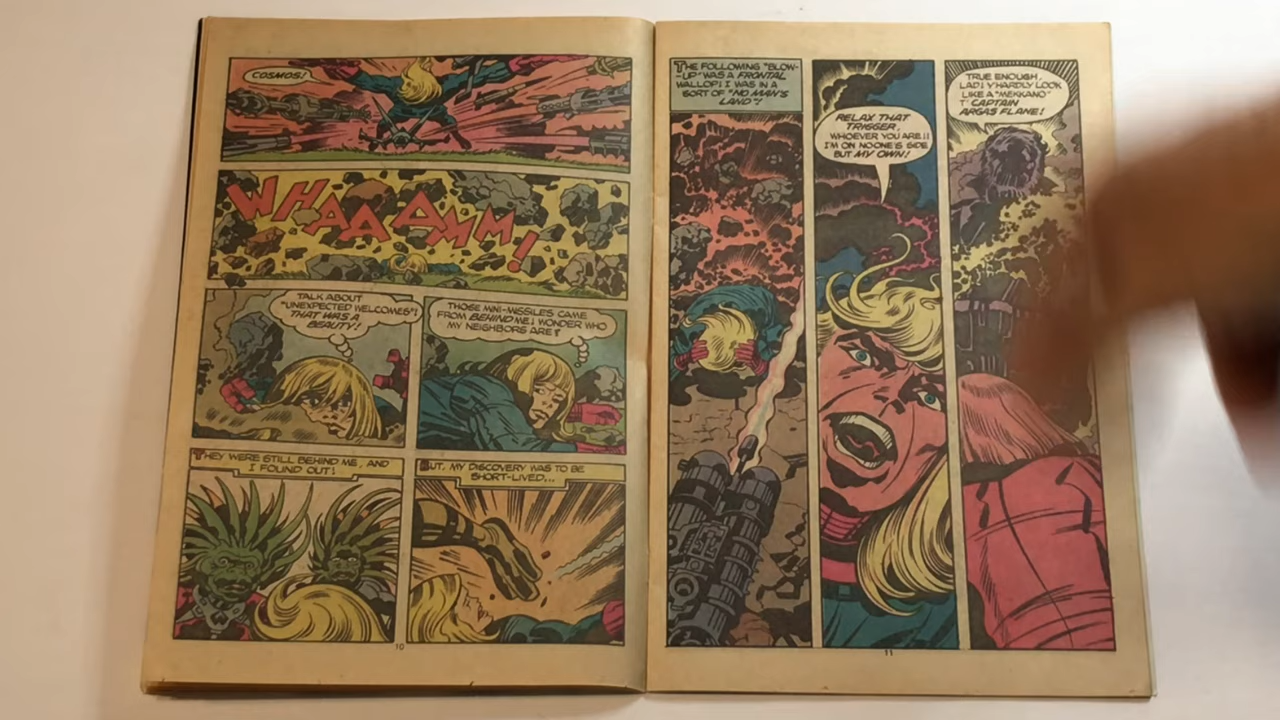 COSMOS!
WHAAAAMM!
TALK ABOUT
"UNEXPECTED WELCOMES"!
THAT WAS A
BEAUTY!
THOSE MINI-MISSILES CAME
FROM BEHIND ME! WONDER WHO
MY NEIGHBORS ARE?
THEY WERE STILL BEHIND ME, AND
I FOUND OUT!
BUT, MY DISCOVERY WAS TO BE
SHORT-LIVED...
10
THE FOLLOWING "BLOW-
-UP" WAS A FRONTAL
WALLOP! I WAS IN A
SORT OF "NO MAN'S
LAND"!
RELAX THAT
TRIGGER,
WHOEVER YOU ARE!!
I'M ON NO ONE'S SIDE
BUT MY OWN!
TRUE ENOUGH,
LAD! Y'HARDLY LOOK
LIKE A "MEKKANO"
T' CAPTAIN
ARGAS FLANE!
11